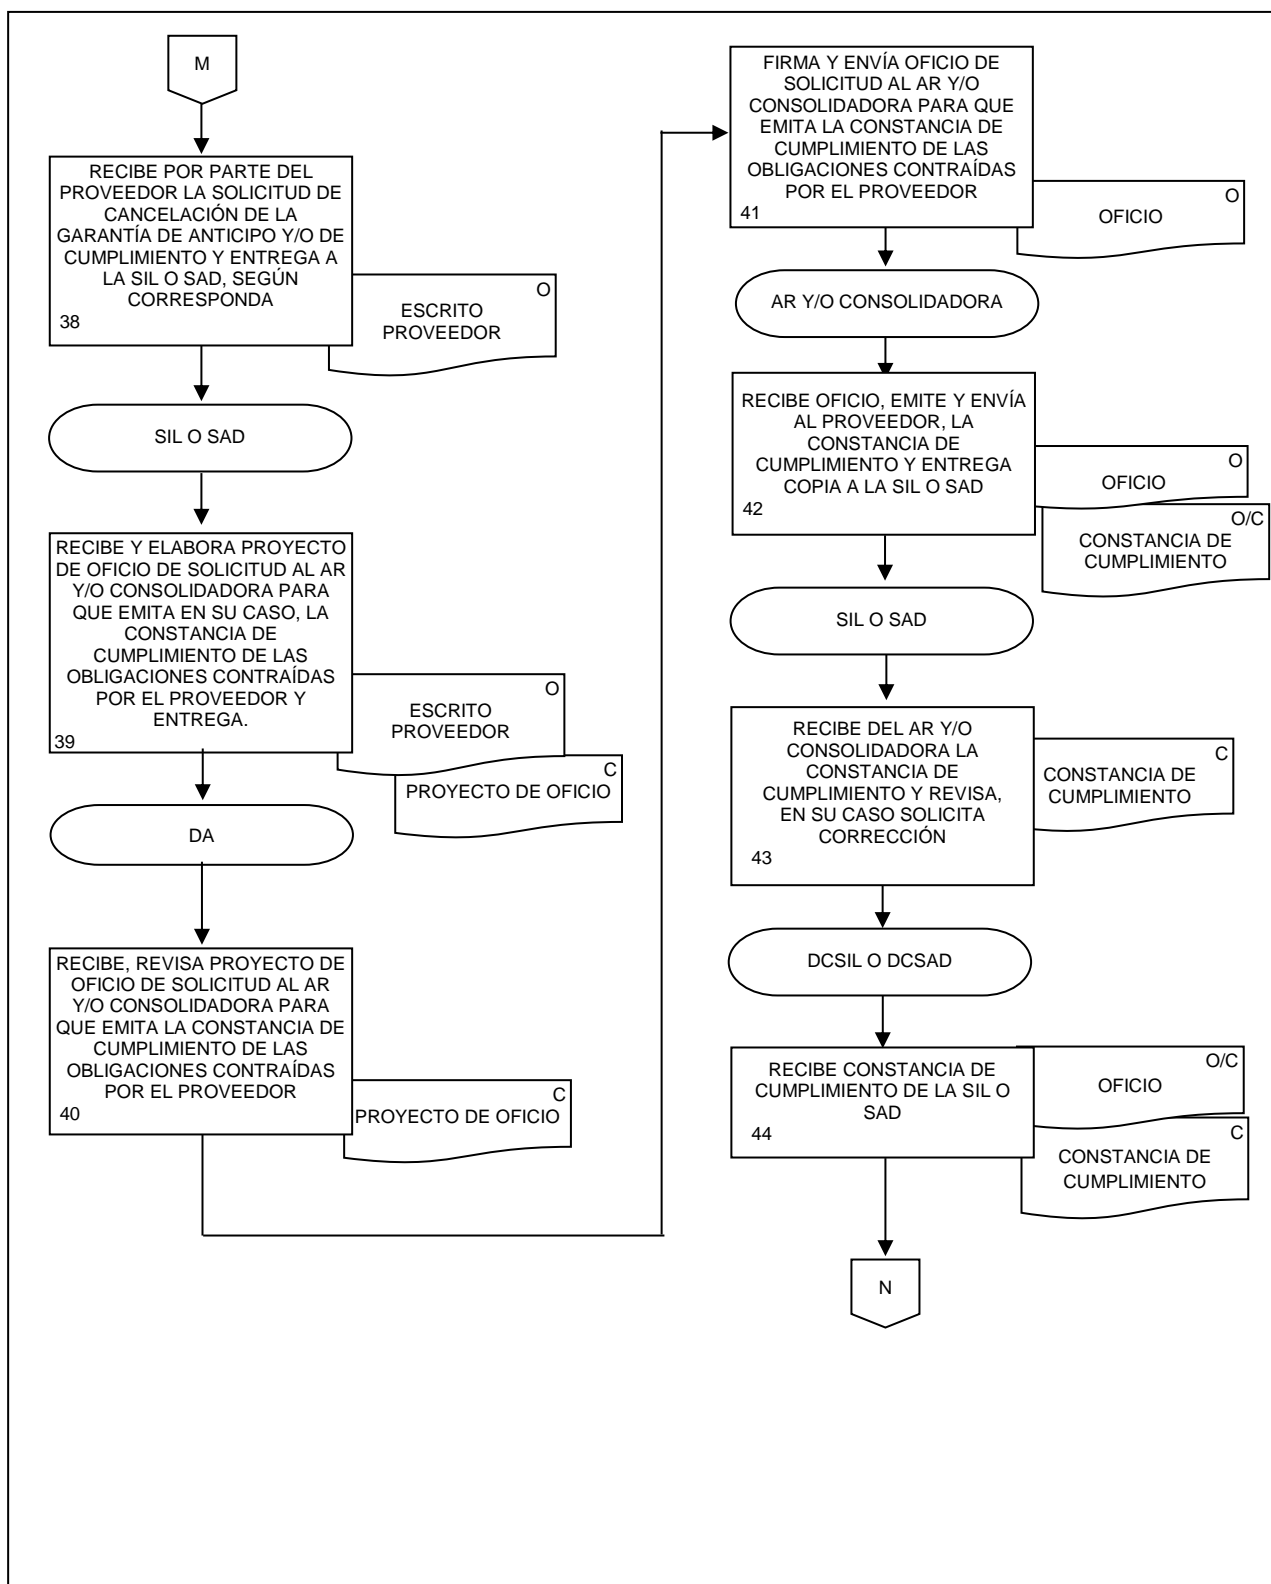 M
RECIBE POR PARTE DEL
PROVEEDOR LA SOLICITUD DE
CANCELACIÓN DE LA
GARANTÍA DE ANTICIPO Y/O DE
CUMPLIMIENTO Y ENTREGA A
LA SIL O SAD, SEGÚN
CORRESPONDA
38
O
ESCRITO
PROVEEDOR
SIL O SAD
RECIBE Y ELABORA PROYECTO
DE OFICIO DE SOLICITUD AL AR
Y/O CONSOLIDADORA PARA
QUE EMITA EN SU CASO, LA
CONSTANCIA DE
CUMPLIMIENTO DE LAS
OBLIGACIONES CONTRAÍDAS
POR EL PROVEEDOR Y
ENTREGA.
39
O
ESCRITO
PROVEEDOR
C
PROYECTO DE OFICIO
DA
RECIBE, REVISA PROYECTO DE
OFICIO DE SOLICITUD AL AR
Y/O CONSOLIDADORA PARA
QUE EMITA LA CONSTANCIA DE
CUMPLIMIENTO DE LAS
OBLIGACIONES CONTRAÍDAS
POR EL PROVEEDOR
40
C
PROYECTO DE OFICIO
FIRMA Y ENVÍA OFICIO DE
SOLICITUD AL AR Y/O
CONSOLIDADORA PARA QUE
EMITA LA CONSTANCIA DE
CUMPLIMIENTO DE LAS
OBLIGACIONES CONTRAÍDAS
POR EL PROVEEDOR
41
O
OFICIO
AR Y/O CONSOLIDADORA
RECIBE OFICIO, EMITE Y ENVÍA
AL PROVEEDOR, LA
CONSTANCIA DE
CUMPLIMIENTO Y ENTREGA
COPIA A LA SIL O SAD
42
O
OFICIO
O/C
CONSTANCIA DE
CUMPLIMIENTO
SIL O SAD
RECIBE DEL AR Y/O
CONSOLIDADORA LA
CONSTANCIA DE
CUMPLIMIENTO Y REVISA,
EN SU CASO SOLICITA
CORRECCIÓN
43
C
CONSTANCIA DE
CUMPLIMIENTO
DCSIL O DCSAD
RECIBE CONSTANCIA DE
CUMPLIMIENTO DE LA SIL O
SAD
44
O/C
OFICIO
C
CONSTANCIA DE
CUMPLIMIENTO
N